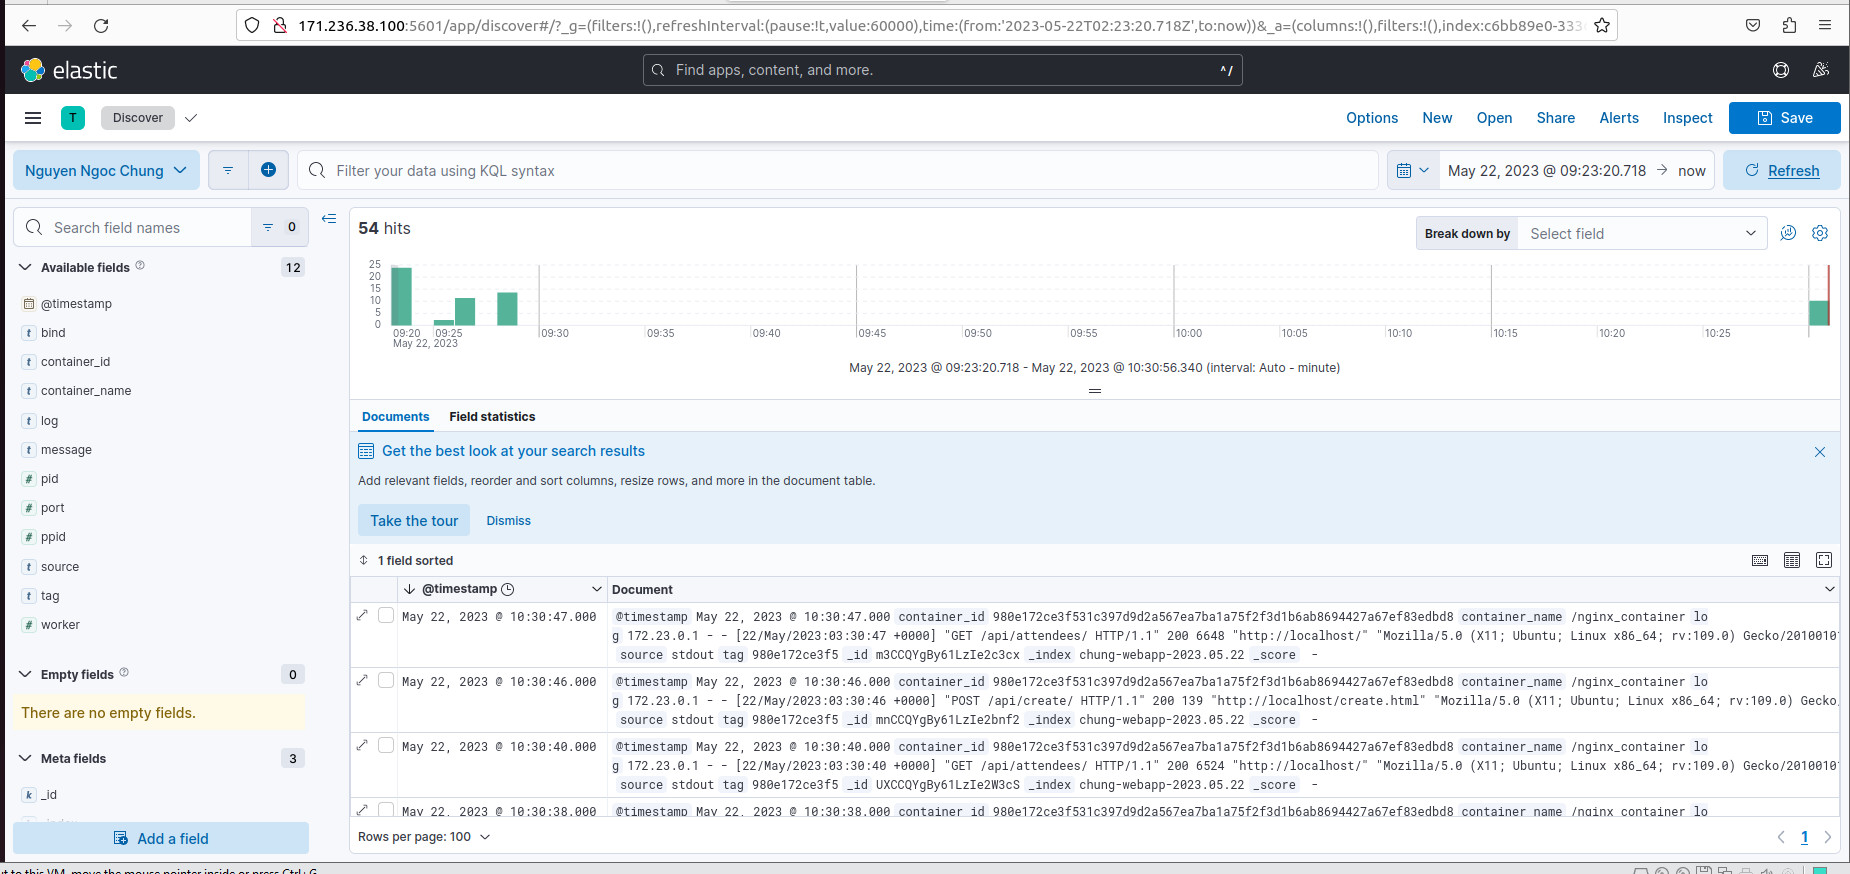 171.236.38.100:5601/app/discover#/?_g=(filters:!(),refreshInterval:(pause:!t,value:60000),time:(from:'2023-05-22T02:23:20.718Z',to:now))&_a=(columns:!(),filters:!(),index:c6bb89e0-333
elastic
Find apps, content, and more.
^/
T
Discover
Options
New
Open
Share
Alerts
Inspect
Save
Nguyen Ngoc Chung
Filter your data using KQL syntax
May 22, 2023 @ 09:23:20.718 → now
Refresh
Search field names
0
Available fields
12
@timestamp
t bind
t container_id
t container_name
t log
t message
# pid
# port
# ppid
t source
t tag
# worker
Empty fields
0
There are no empty fields.
Meta fields
3
k _id
Add a field
54 hits
Break down by
Select field
25
20
15
10
5
0
09:20 09:25 09:30 09:35 09:40 09:45 09:50 09:55 10:00 10:05 10:10 10:15 10:20 10:25
May 22, 2023
May 22, 2023 @ 09:23:20.718 - May 22, 2023 @ 10:30:56.340 (interval: Auto - minute)
Documents
Field statistics
Get the best look at your search results
Add relevant fields, reorder and sort columns, resize rows, and more in the document table.
Take the tour
Dismiss
1 field sorted
@timestamp
Document
May 22, 2023 @ 10:30:47.000
@timestamp May 22, 2023 @ 10:30:47.000 container_id 980e172ce3f531c397d9d2a567ea7ba1a75f2f3d1b6ab8694427a67ef83edbd8 container_name /nginx_container lo
g 172.23.0.1 - - [22/May/2023:03:30:47 +0000] "GET /api/attendees/ HTTP/1.1" 200 6648 "http://localhost/" "Mozilla/5.0 (X11; Ubuntu; Linux x86_64; rv:109.0) Gecko/2010010
source stdout tag 980e172ce3f5 _id m3CCQYgBy61LzIe2c3cx _index chung-webapp-2023.05.22 _score -
May 22, 2023 @ 10:30:46.000
@timestamp May 22, 2023 @ 10:30:46.000 container_id 980e172ce3f531c397d9d2a567ea7ba1a75f2f3d1b6ab8694427a67ef83edbd8 container_name /nginx_container lo
g 172.23.0.1 - - [22/May/2023:03:30:46 +0000] "POST /api/create/ HTTP/1.1" 200 139 "http://localhost/create.html" "Mozilla/5.0 (X11; Ubuntu; Linux x86_64; rv:109.0) Gecko
source stdout tag 980e172ce3f5 _id mnCCQYgBy61LzIe2bnf2 _index chung-webapp-2023.05.22 _score -
May 22, 2023 @ 10:30:40.000
@timestamp May 22, 2023 @ 10:30:40.000 container_id 980e172ce3f531c397d9d2a567ea7ba1a75f2f3d1b6ab8694427a67ef83edbd8 container_name /nginx_container lo
g 172.23.0.1 - - [22/May/2023:03:30:40 +0000] "GET /api/attendees/ HTTP/1.1" 200 6524 "http://localhost/" "Mozilla/5.0 (X11; Ubuntu; Linux x86_64; rv:109.0) Gecko/2010010
source stdout tag 980e172ce3f5 _id UXCCQYgBy61LzIe2W3cS _index chung-webapp-2023.05.22 _score -
May 22, 2023 @ 10:30:38.000
@timestamp May 22, 2023 @ 10:30:38.000 container_id 980e172ce3f531c397d9d2a567ea7ba1a75f2f3d1b6ab8694427a67ef83edbd8 container_name /nginx_container lo
Rows per page: 100
1
to this VM, move the mouse pointer inside or press Ctrl+G